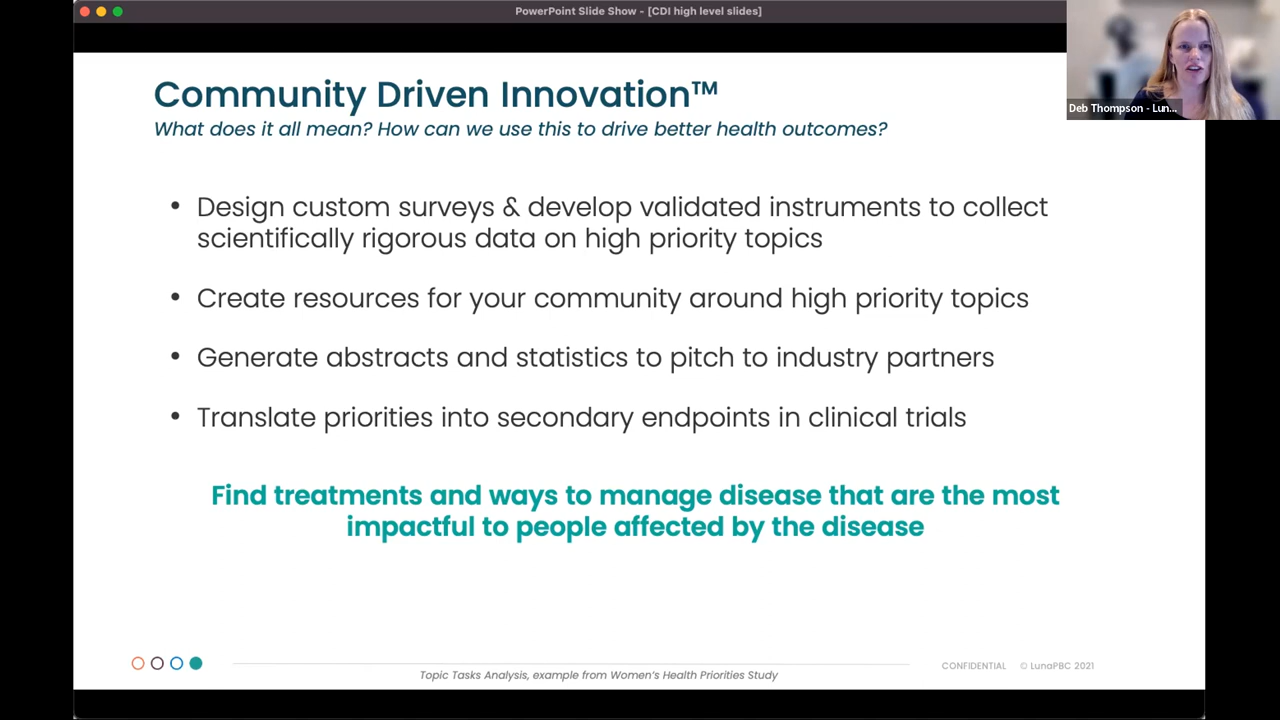 PowerPoint Slide Show - [CDI high level slides]
Deb Thompson - Lun...
Community Driven Innovation™
What does it all mean? How can we use this to drive better health outcomes?
• Design custom surveys & develop validated instruments to collect
scientifically rigorous data on high priority topics
• Create resources for your community around high priority topics
• Generate abstracts and statistics to pitch to industry partners
• Translate priorities into secondary endpoints in clinical trials
Find treatments and ways to manage disease that are the most
impactful to people affected by the disease
CONFIDENTIAL © LunaPBC 2021
Topic Tasks Analysis, example from Women's Health Priorities Study